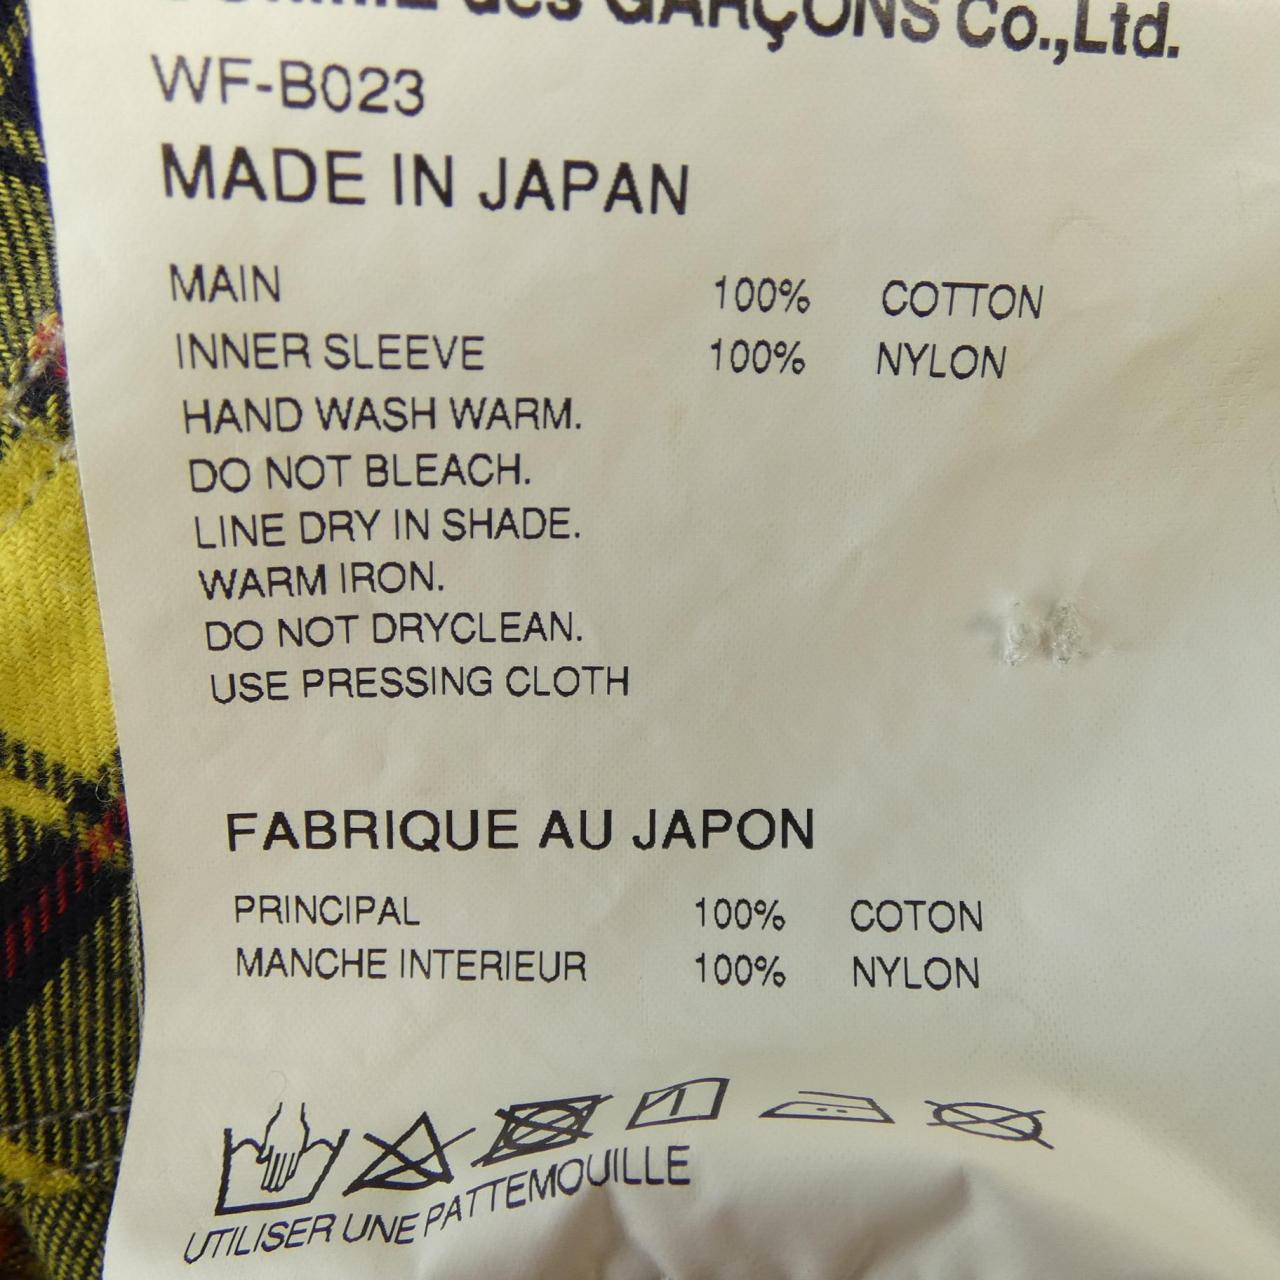 COMME des GARÇONS Co.,Ltd.
WF-B023
MADE IN JAPAN
MAIN 100% COTTON
INNER SLEEVE 100% NYLON
HAND WASH WARM.
DO NOT BLEACH.
LINE DRY IN SHADE.
WARM IRON.
DO NOT DRYCLEAN.
USE PRESSING CLOTH
FABRIQUE AU JAPON
PRINCIPAL 100% COTON
MANCHE INTERIEUR 100% NYLON
UTILISER UNE PATTEMOUILLE